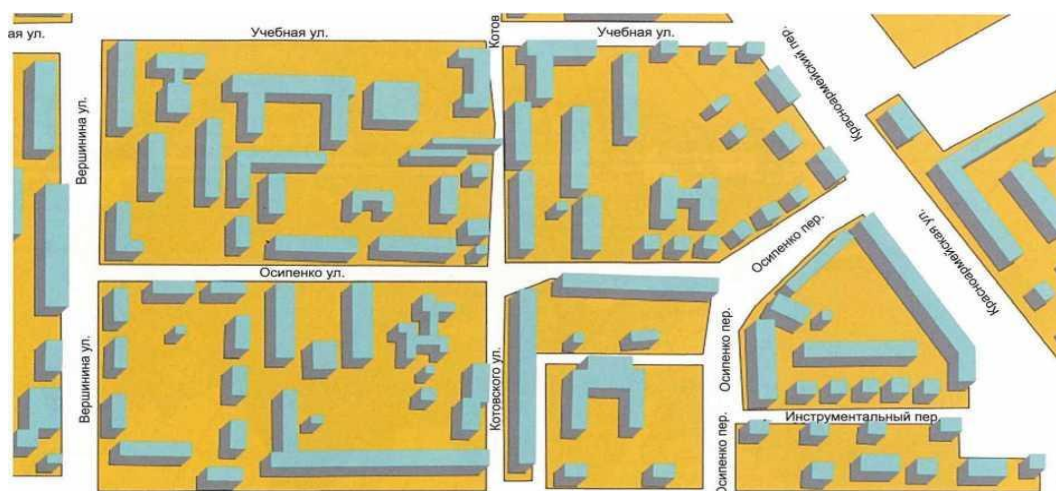 ая ул.
Учебная ул.
Котов
Учебная ул.
Красноармейский пер.
Вершинина ул.
Красноармейская ул.
Осипенко пер.
Осипенко ул.
Вершинина ул.
Котовского ул.
Осипенко пер.
Инструментальный пер.
Осипенко пер.